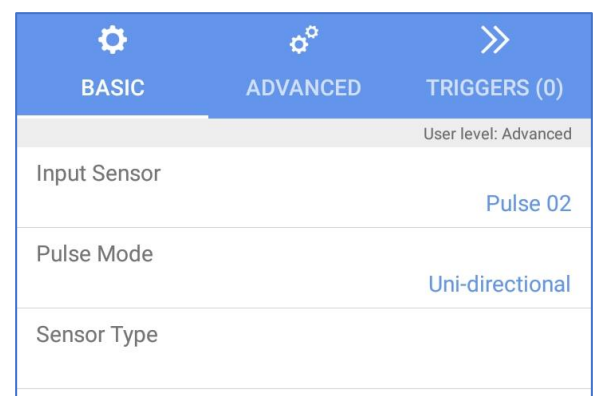 BASIC ADVANCED TRIGGERS (0)
User level: Advanced
Input Sensor
Pulse 02
Pulse Mode
Uni-directional
Sensor Type